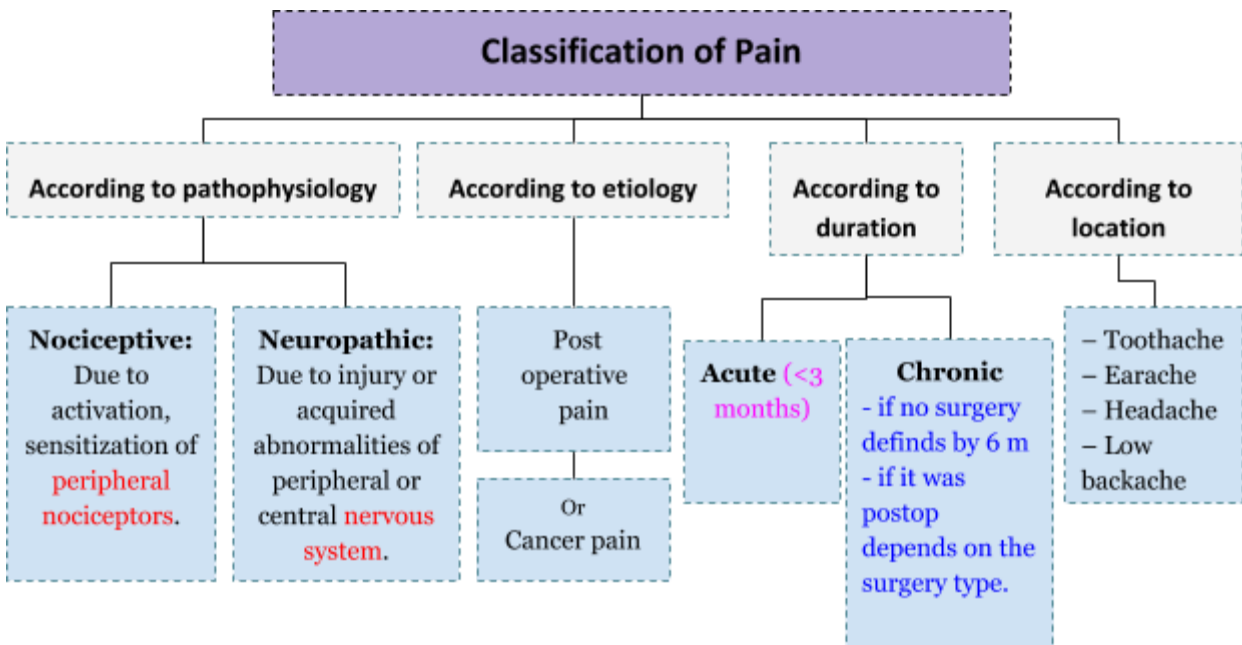 Classification of Pain
According to pathophysiology
According to etiology
According to
duration
According to
location
Nociceptive:
Due to
activation,
sensitization of
peripheral
nociceptors.
Neuropathic:
Due to injury or
acquired
abnormalities of
peripheral or
central nervous
system.
Post
operative
pain
Or
Cancer pain
Acute (<3
months)
Chronic
- if no surgery
definds by 6 m
- if it was
postop
depends on the
surgery type.
– Toothache
– Earache
– Headache
– Low
backache